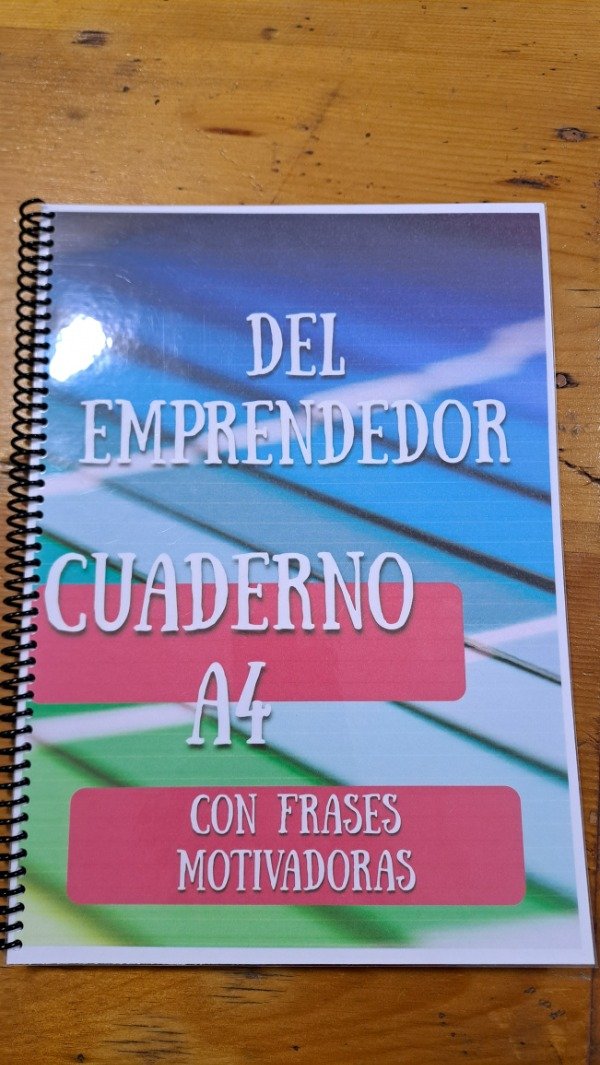 DEL
EMPRENDEDOR
CUADERNO
A4
CON FRASES
MOTIVADORAS